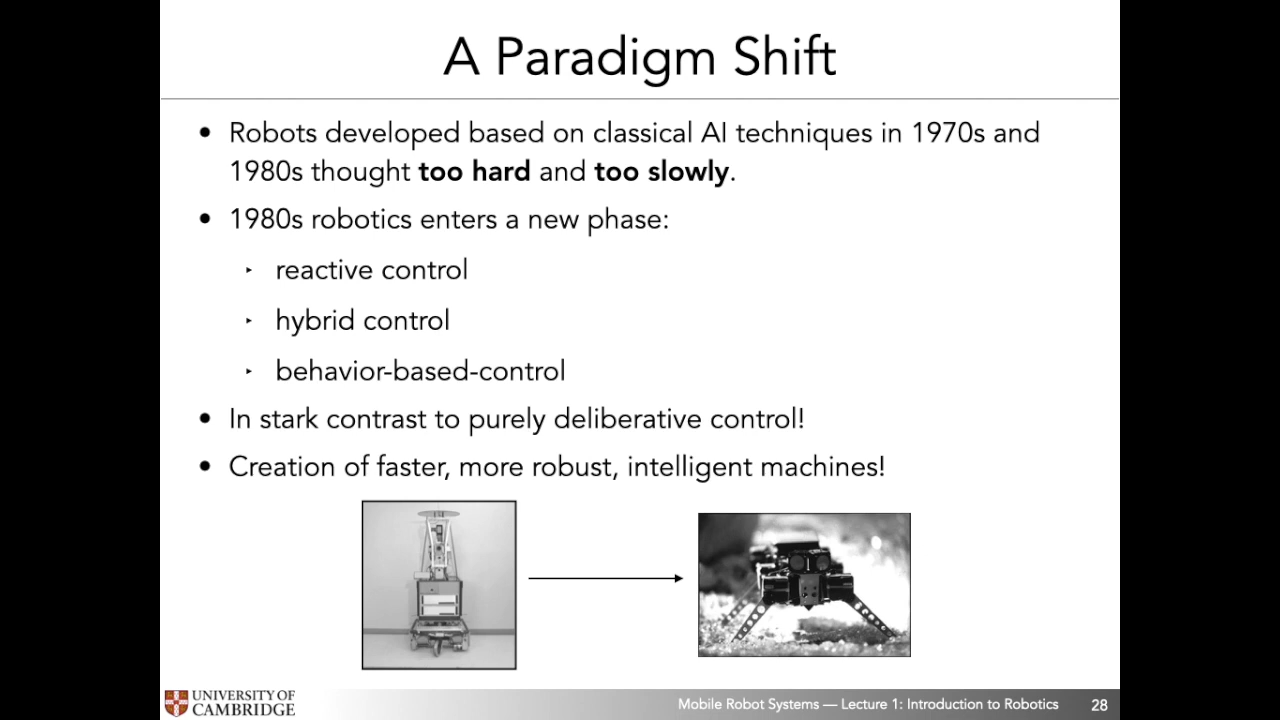 A Paradigm Shift
• Robots developed based on classical AI techniques in 1970s and
1980s thought too hard and too slowly.
• 1980s robotics enters a new phase:
‣ reactive control
‣ hybrid control
‣ behavior-based-control
• In stark contrast to purely deliberative control!
• Creation of faster, more robust, intelligent machines!
UNIVERSITY OF
CAMBRIDGE
Mobile Robot Systems — Lecture 1: Introduction to Robotics 28